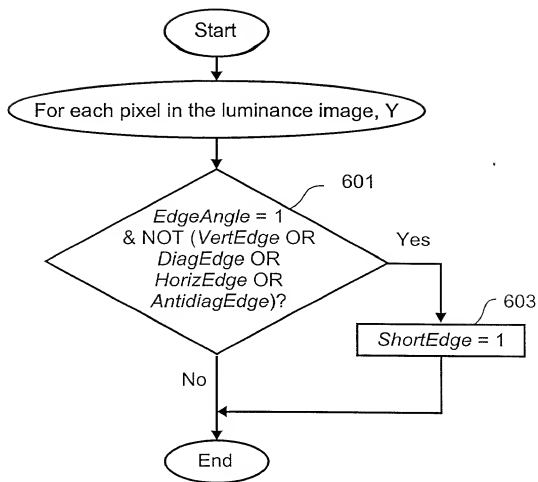 Start
For each pixel in the luminance image, Y
601
EdgeAngle = 1
& NOT (VertEdge OR
DiagEdge OR
HorizEdge OR
AntidiagEdge)?
Yes
603
ShortEdge = 1
No
End